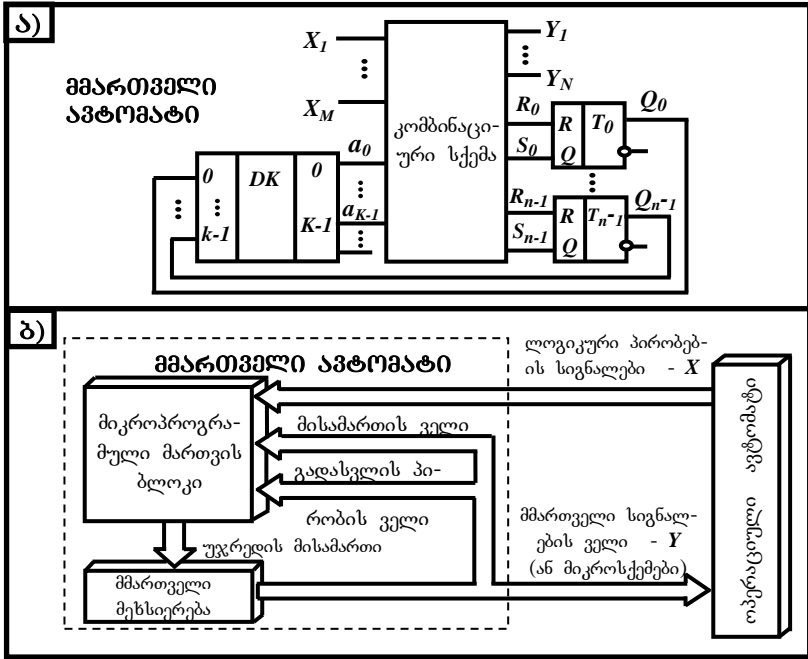 ა)
მმართველი
ავტომატი
X1
XM
Y1
YN
კომბინაცი-
ური სქემა
a0
aK-1
0
k-1
DK
0
K-1
R0
S0
R
Q
T0
Q0
Rn-1
Sn-1
R
Q
Tn-1
Qn-1
ბ)
მმართველი ავტომატი
მიკროპროგრა-
მული მართვის
ბლოკი
ლოგიკური პირობებ-
ის სიგნალები - X
მისამართის ველი
გადასვლის პი-
რობის ველი
უჯრედის მისამართი
მმართველი
მეხსიერება
მმართველი სიგნალ-
ების ველი - Y
(ან მიკროსქემები)
ოპერაციული ავტომატი